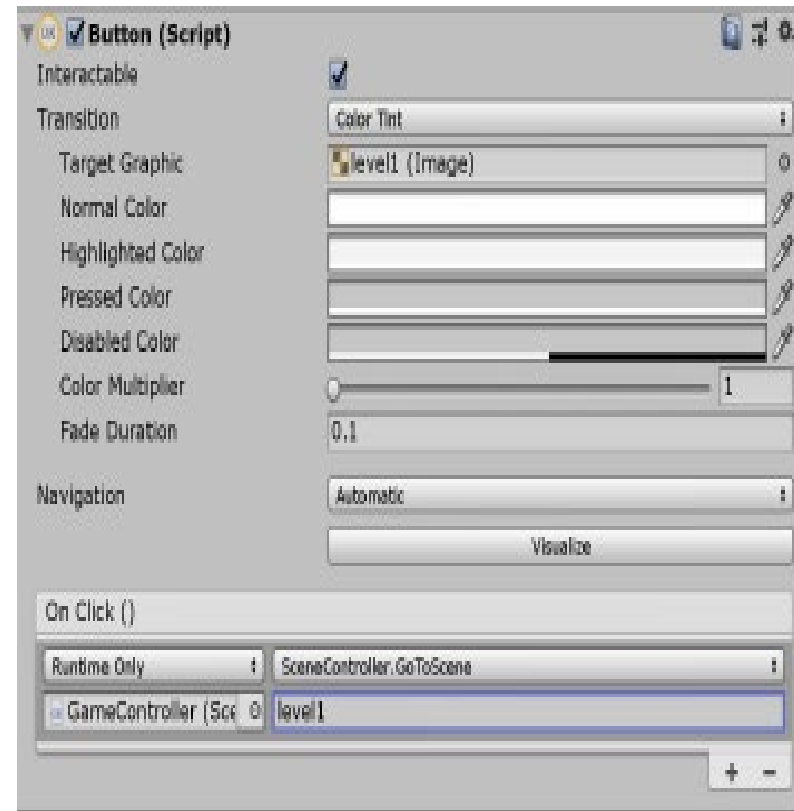 Button (Script)
Interactable
Transition Color Tint
Target Graphic level1 (Image)
Normal Color
Highlighted Color
Pressed Color
Disabled Color
Color Multiplier 1
Fade Duration 0.1
Navigation Automatic
Visualize
On Click ()
Runtime Only SceneController.GoToScene
GameController (Sce level1
+ −